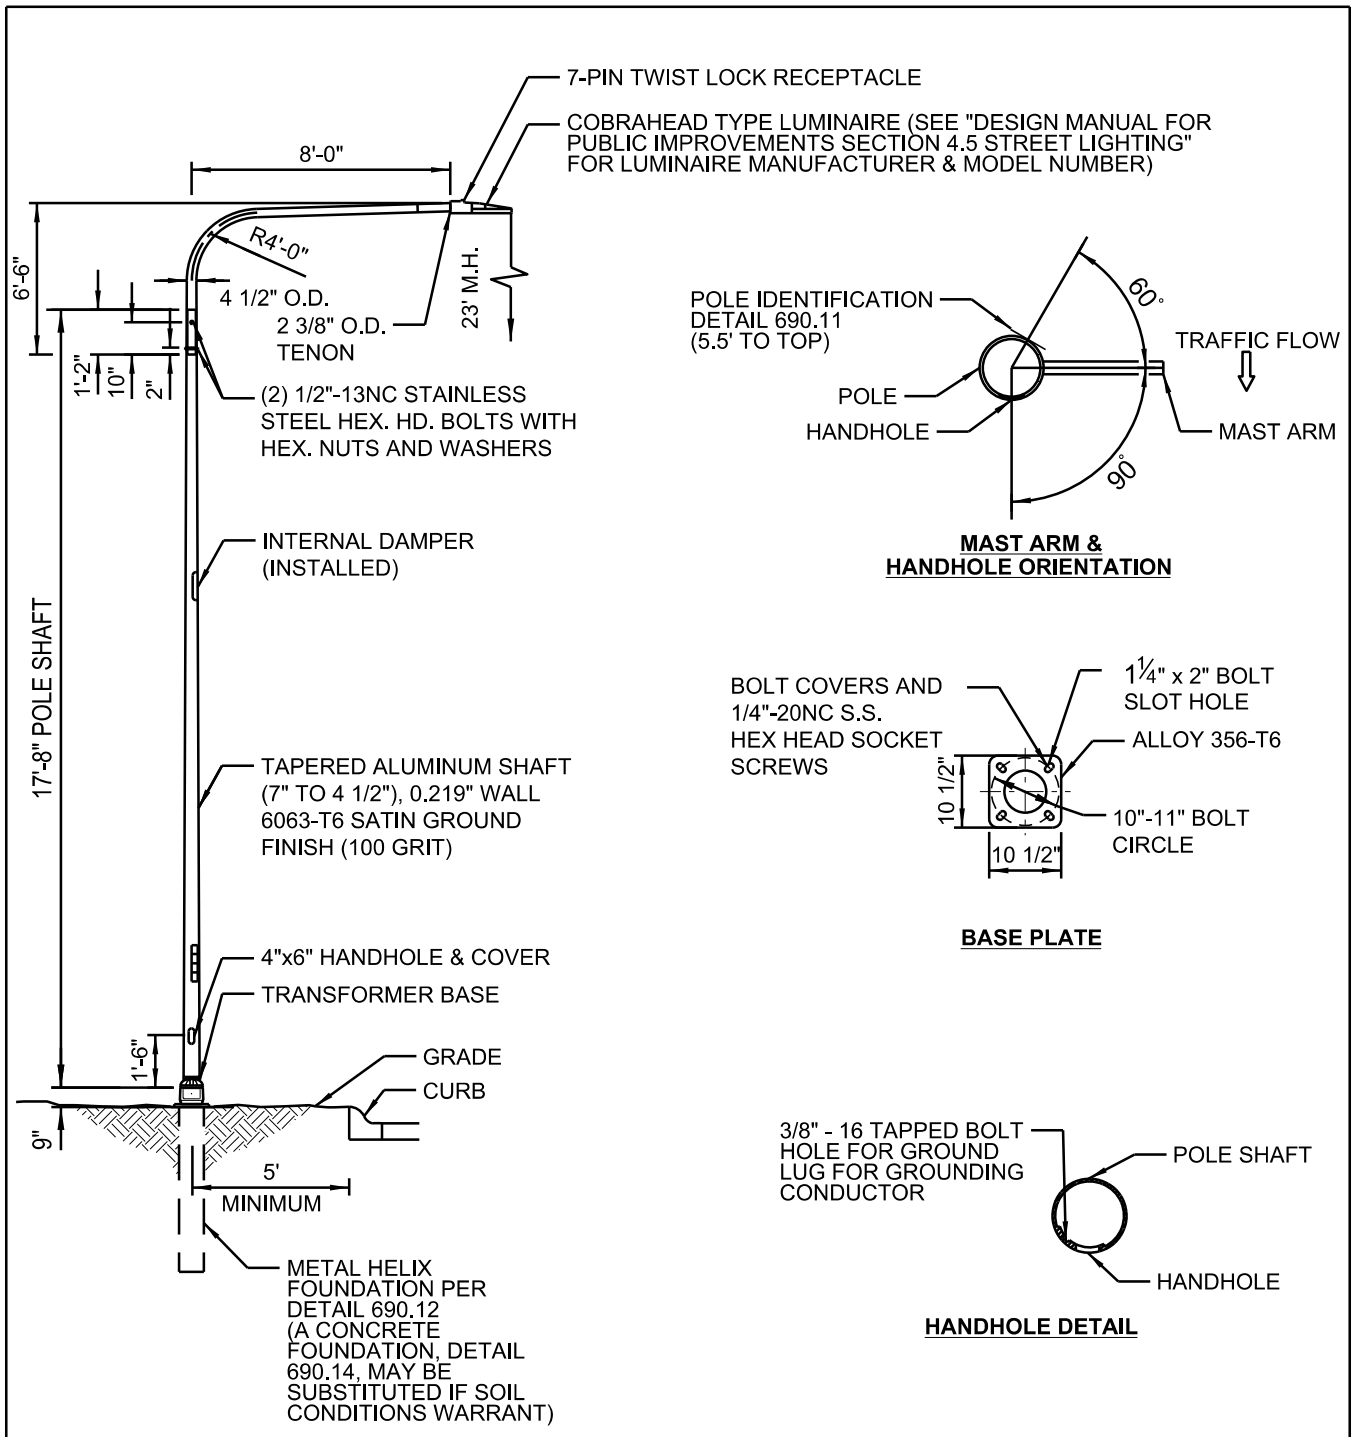 7-PIN TWIST LOCK RECEPTACLE
COBRAHEAD TYPE LUMINAIRE (SEE "DESIGN MANUAL FOR
PUBLIC IMPROVEMENTS SECTION 4.5 STREET LIGHTING"
FOR LUMINAIRE MANUFACTURER & MODEL NUMBER)
8'-0"
R4'-0"
6'-6"
4 1/2" O.D.
2 3/8" O.D.
TENON
23' M.H.
1'-2"
10"
2"
(2) 1/2"-13NC STAINLESS
STEEL HEX. HD. BOLTS WITH
HEX. NUTS AND WASHERS
INTERNAL DAMPER
(INSTALLED)
17'-8" POLE SHAFT
TAPERED ALUMINUM SHAFT
(7" TO 4 1/2"), 0.219" WALL
6063-T6 SATIN GROUND
FINISH (100 GRIT)
4"x6" HANDHOLE & COVER
TRANSFORMER BASE
1'-6"
GRADE
CURB
9"
5'
MINIMUM
METAL HELIX
FOUNDATION PER
DETAIL 690.12
(A CONCRETE
FOUNDATION, DETAIL
690.14, MAY BE
SUBSTITUTED IF SOIL
CONDITIONS WARRANT)
POLE IDENTIFICATION
DETAIL 690.11
(5.5' TO TOP)
60°
TRAFFIC FLOW
POLE
HANDHOLE
MAST ARM
90°
MAST ARM &
HANDHOLE ORIENTATION
BOLT COVERS AND
1/4"-20NC S.S.
HEX HEAD SOCKET
SCREWS
1 1/4" x 2" BOLT
SLOT HOLE
ALLOY 356-T6
10 1/2"
10 1/2"
10"-11" BOLT
CIRCLE
BASE PLATE
3/8" - 16 TAPPED BOLT
HOLE FOR GROUND
LUG FOR GROUNDING
CONDUCTOR
POLE SHAFT
HANDHOLE
HANDHOLE DETAIL